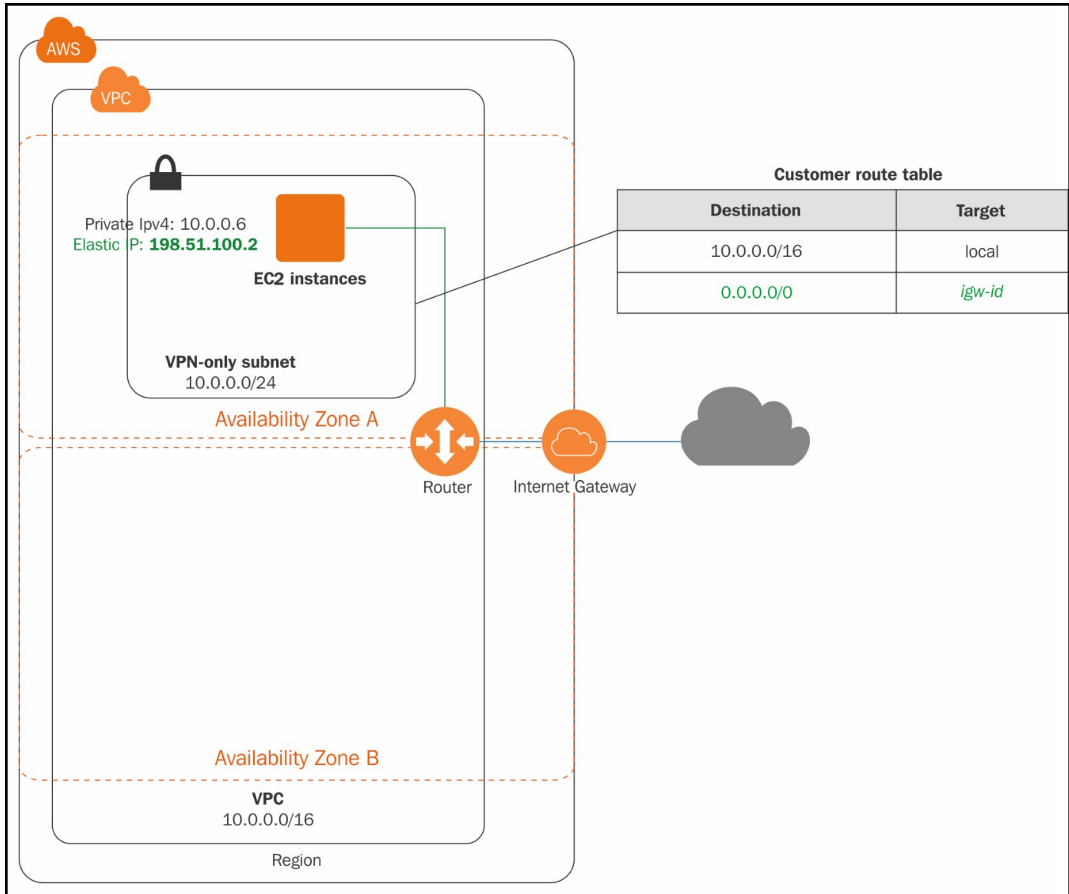 AWS
VPC
Customer route table
Destination Target
10.0.0.0/16 local
0.0.0.0/0 igw-id
Private Ipv4: 10.0.0.6
Elastic IP: 198.51.100.2
EC2 instances
VPN-only subnet
10.0.0.0/24
Availability Zone A
Router
Internet Gateway
Availability Zone B
VPC
10.0.0.0/16
Region